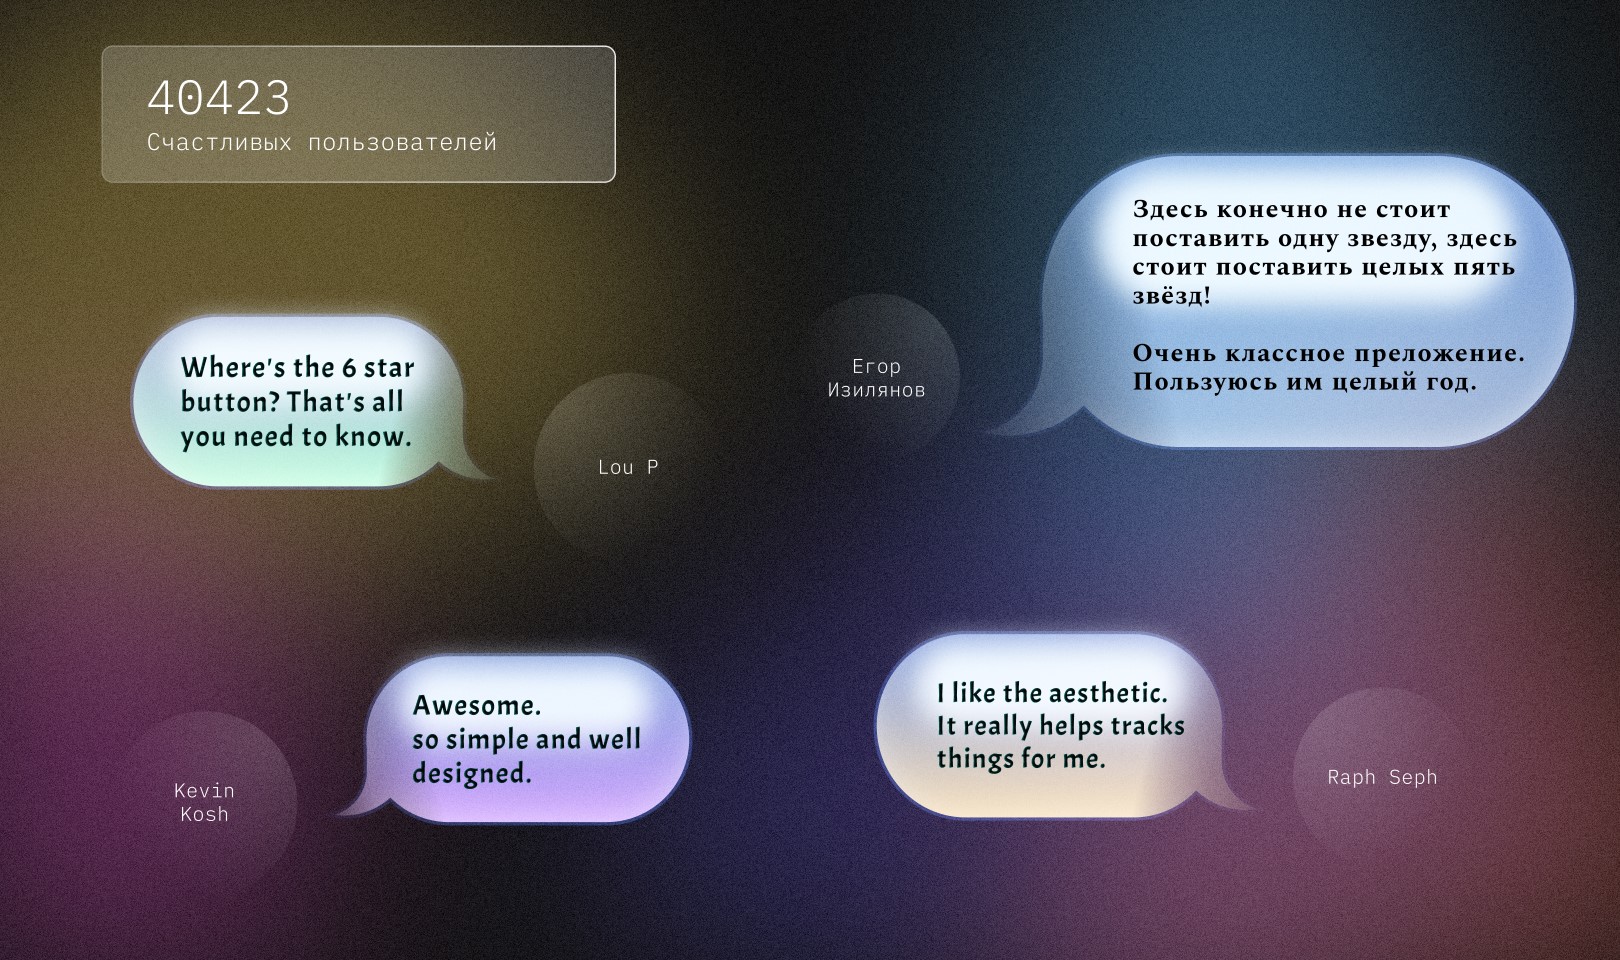 40423
Счастливых пользователей
Здесь конечно не стоит
поставить одну звезду, здесь
стоит поставить целых пять
звёзд!
Очень классное преложение.
Пользуюсь им целый год.
Егор
Изилянов
Where's the 6 star
button? That's all
you need to know.
Lou P
Awesome.
so simple and well
designed.
Kevin
Kosh
I like the aesthetic.
It really helps tracks
things for me.
Raph Seph